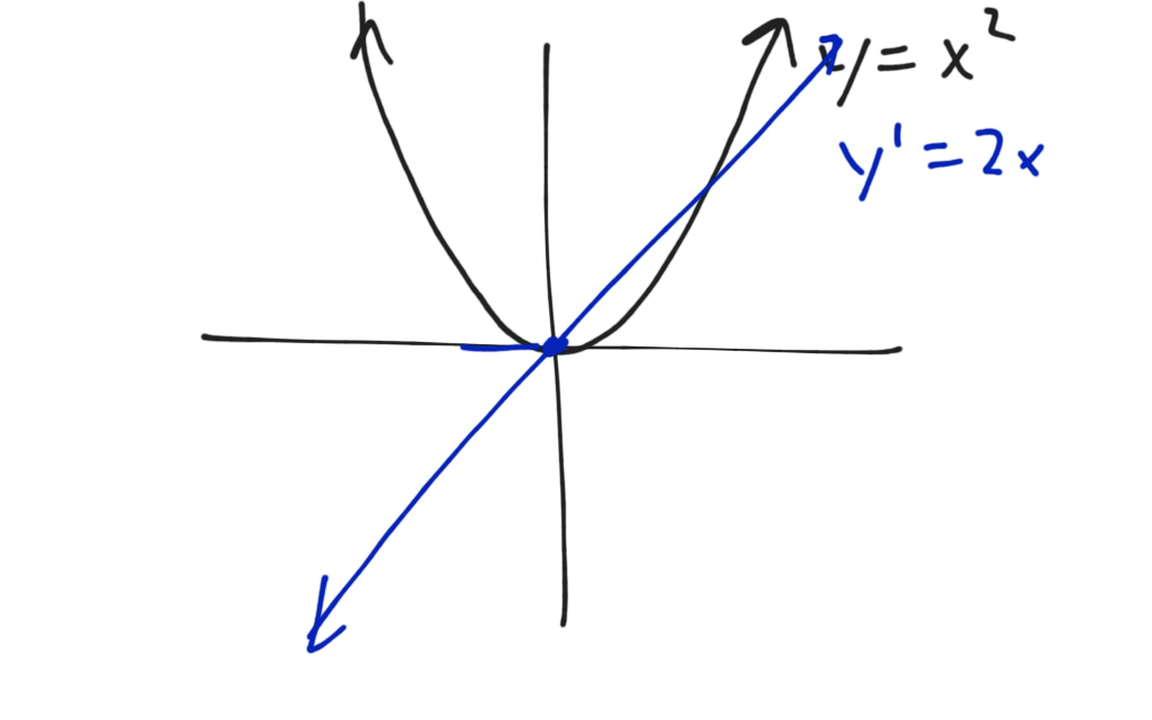 y = x²
y' = 2x